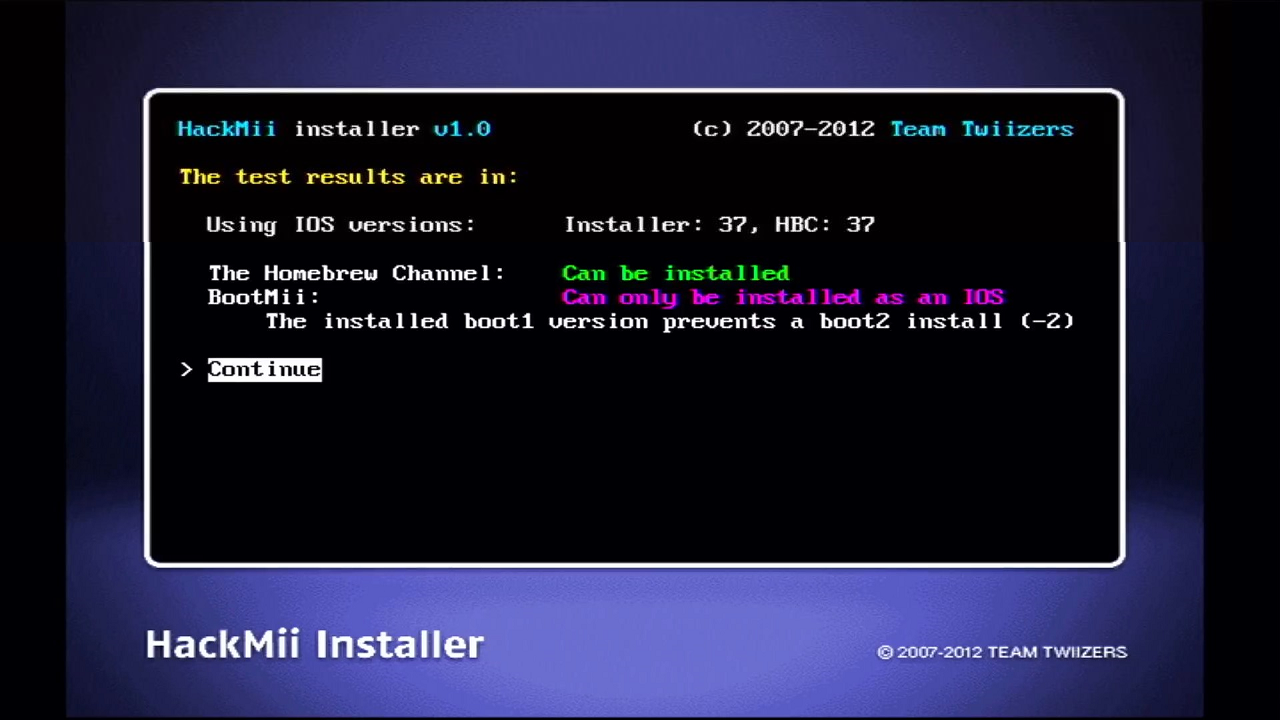 HackMii installer v1.0 (c) 2007-2012 Team Twiizers
The test results are in:
Using IOS versions: Installer: 37, HBC: 37
The Homebrew Channel: Can be installed
BootMii: Can only be installed as an IOS
The installed boot1 version prevents a boot2 install (-2)
> Continue
HackMii Installer © 2007-2012 TEAM TWIIZERS